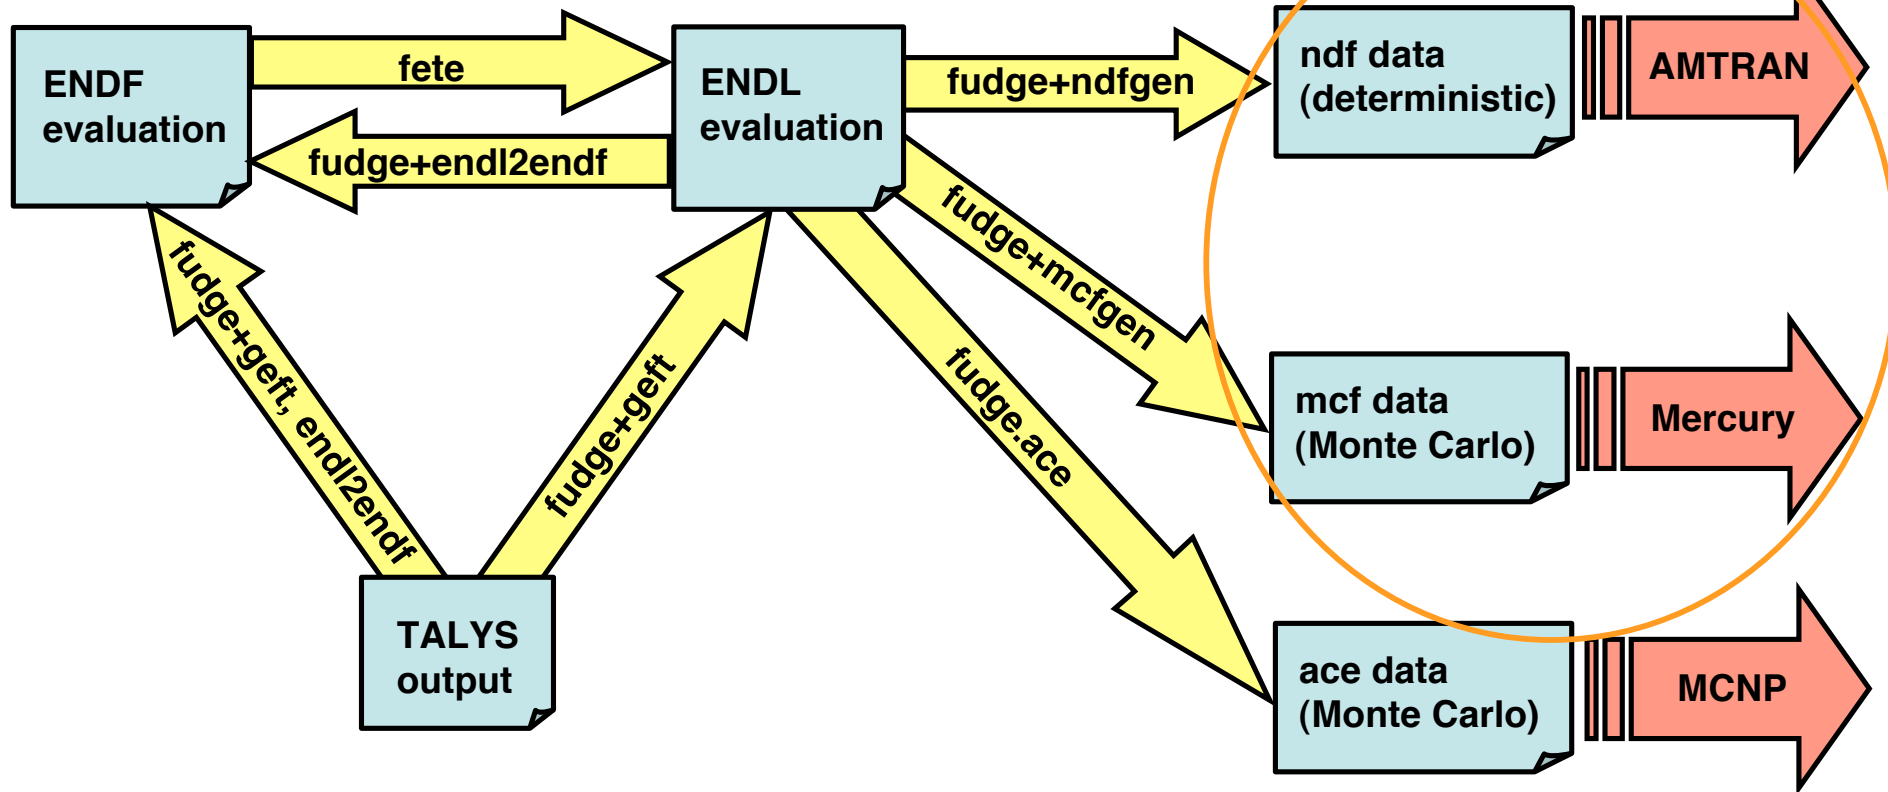 ENDF
evaluation
fete
fudge+endl2endf
ENDL
evaluation
fudge+ndfgen
ndf data
(deterministic)
AMTRAN
fudge+mcfgen
mcf data
(Monte Carlo)
Mercury
fudge.ace
ace data
(Monte Carlo)
MCNP
fudge+geft, endl2endf
fudge+geft
TALYS
output